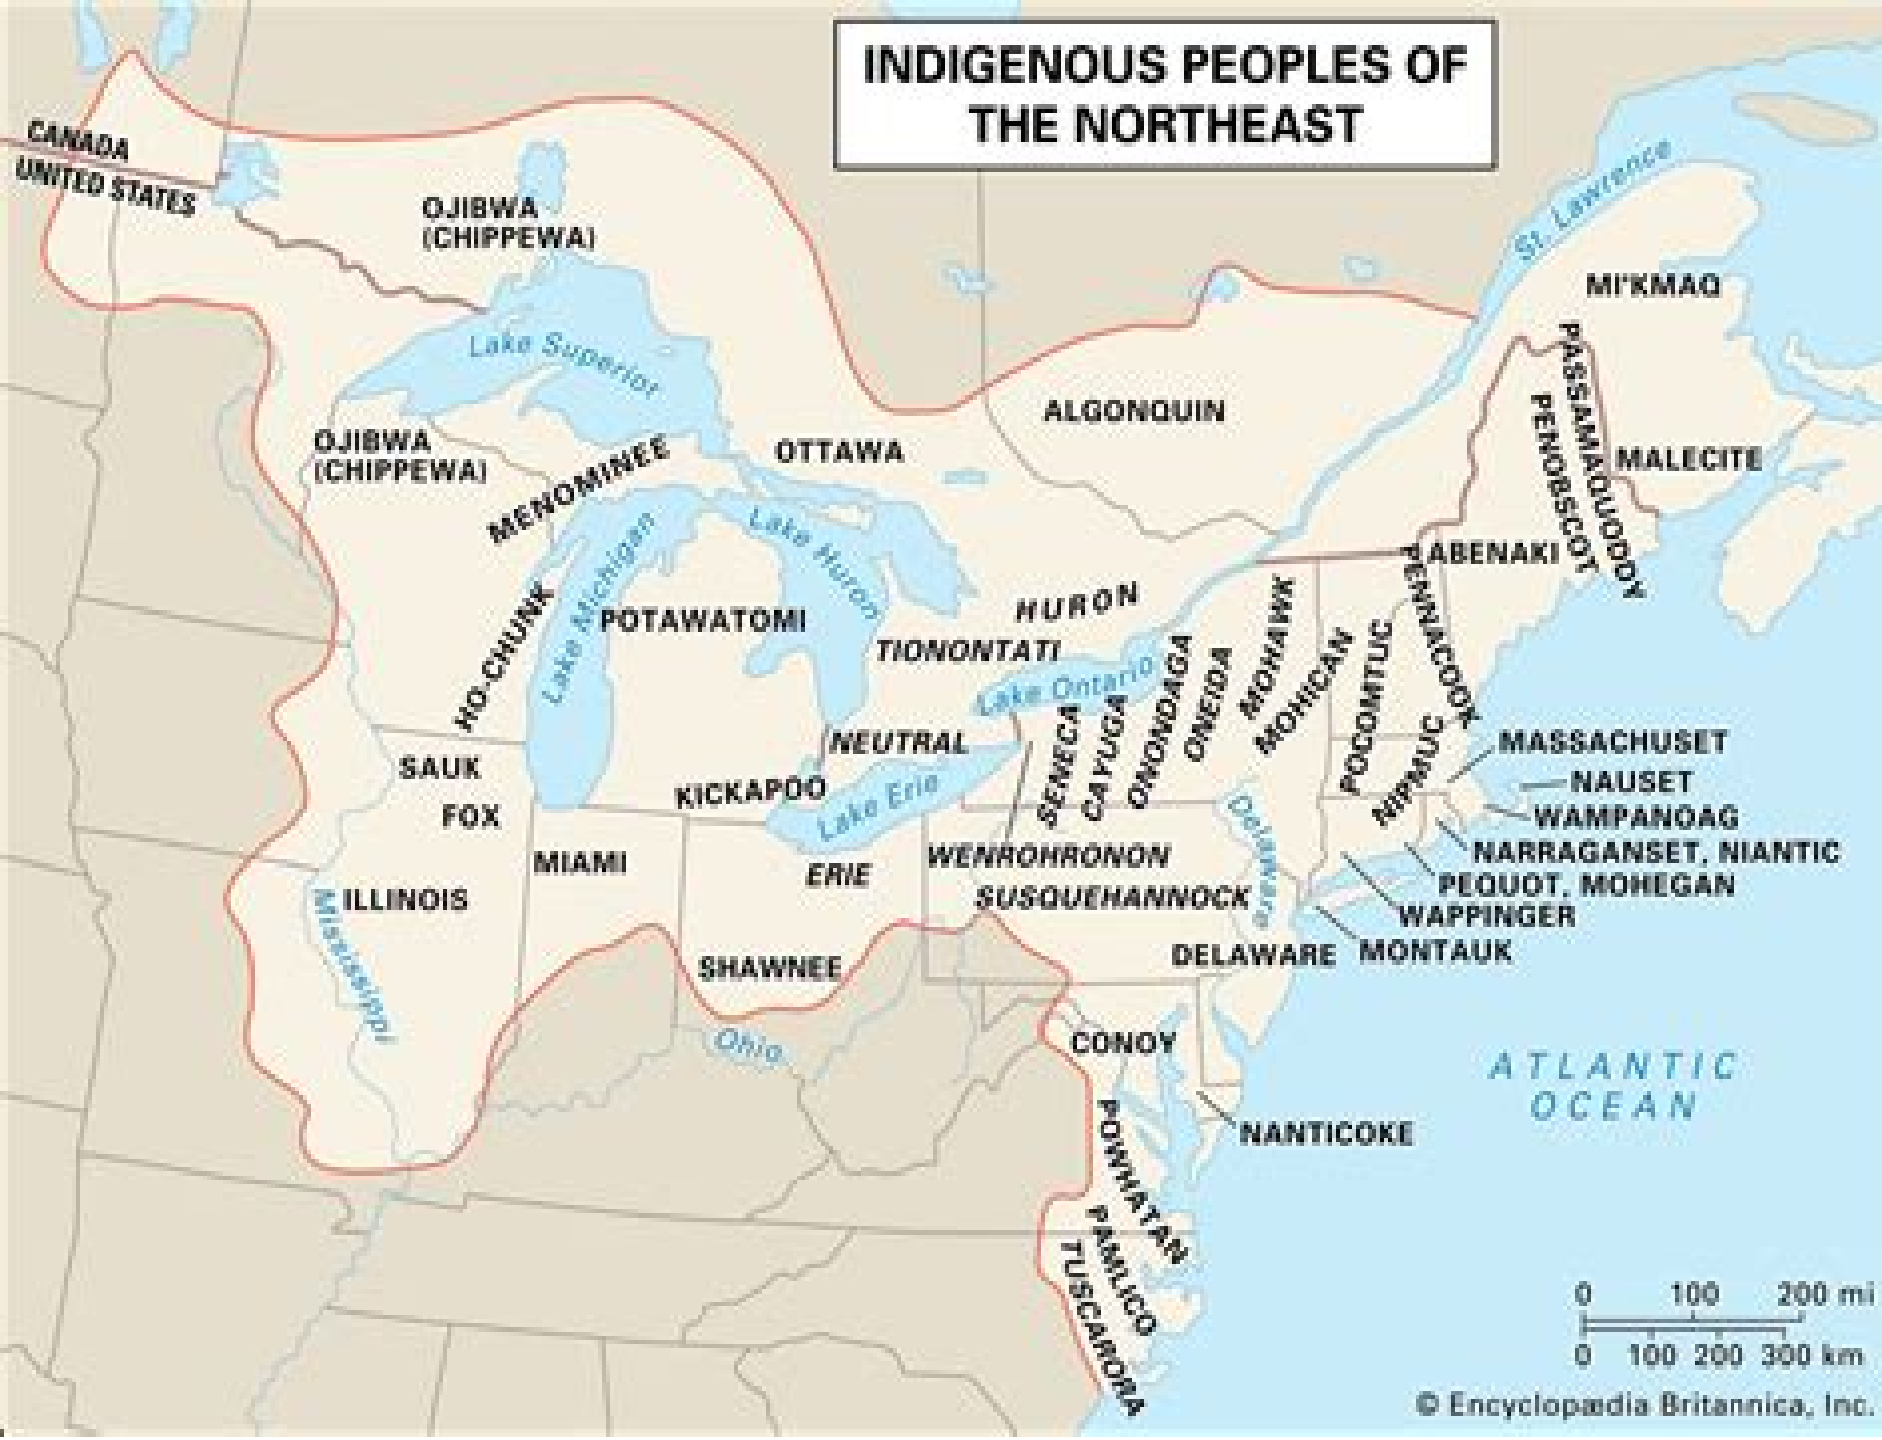 INDIGENOUS PEOPLES OF
THE NORTHEAST
CANADA
UNITED STATES
OJIBWA
(CHIPPEWA)
St. Lawrence
MI'KMAQ
Lake Superior
PASSAMAQUODDY
PENOBSCOT
ALGONQUIN
OJIBWA
(CHIPPEWA)
MENOMINEE
OTTAWA
MALECITE
Lake Michigan
Lake Huron
ABENAKI
PENNACOOK
HO-CHUNK
POTAWATOMI
HURON
TIONONTATI
Lake Ontario
SENECA
CAYUGA
ONONDAGA
ONEIDA
MOHAWK
MOHICAN
POCOMTUC
NIPMUC
MASSACHUSET
NAUSET
WAMPANOAG
NARRAGANSET, NIANTIC
PEQUOT, MOHEGAN
WAPPINGER
MONTAUK
SAUK
FOX
KICKAPOO
NEUTRAL
Lake Erie
Delaware
MIAMI
ERIE
WENROHRONON
SUSQUEHANNOCK
ILLINOIS
Mississippi
SHAWNEE
DELAWARE
Ohio
CONOY
NANTICOKE
ATLANTIC
OCEAN
POWHATAN
PAMLICO
TUSCARORA
0 100 200 mi
0 100 200 300 km
© Encyclopædia Britannica, Inc.